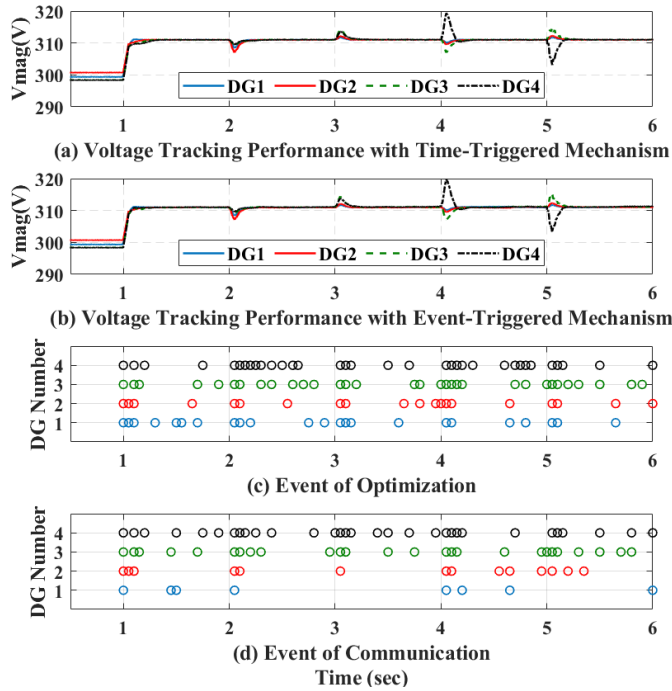 320
310
300
290
Vmag(V)
DG1 DG2 DG3 DG4
1 2 3 4 5 6
(a) Voltage Tracking Performance with Time-Triggered Mechanism
320
310
300
290
Vmag(V)
DG1 DG2 DG3 DG4
1 2 3 4 5 6
(b) Voltage Tracking Performance with Event-Triggered Mechanism
4
3
2
1
DG Number
1 2 3 4 5 6
(c) Event of Optimization
4
3
2
1
DG Number
1 2 3 4 5 6
(d) Event of Communication
Time (sec)